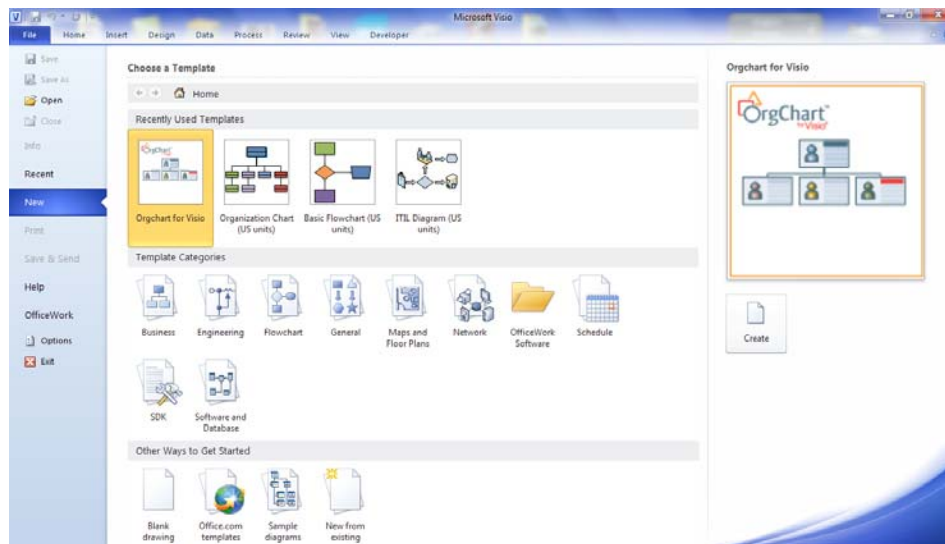 Microsoft Visio
File Home Insert Design Data Process Review View Developer
Save
Save As
Open
Close
Info
Recent
New
Print
Save & Send
Help
OfficeWork
Options
Exit
Choose a Template
Home
Recently Used Templates
OrgChart
Orgchart for Visio
Organization Chart
(US units)
Basic Flowchart (US
units)
ITIL Diagram (US
units)
Template Categories
Business
Engineering
Flowchart
General
Maps and
Floor Plans
Network
OfficeWork
Software
Schedule
SDK
Software and
Database
Other Ways to Get Started
Blank
drawing
Office.com
templates
Sample
diagrams
New from
existing
Orgchart for Visio
OrgChart
for Visio
Create